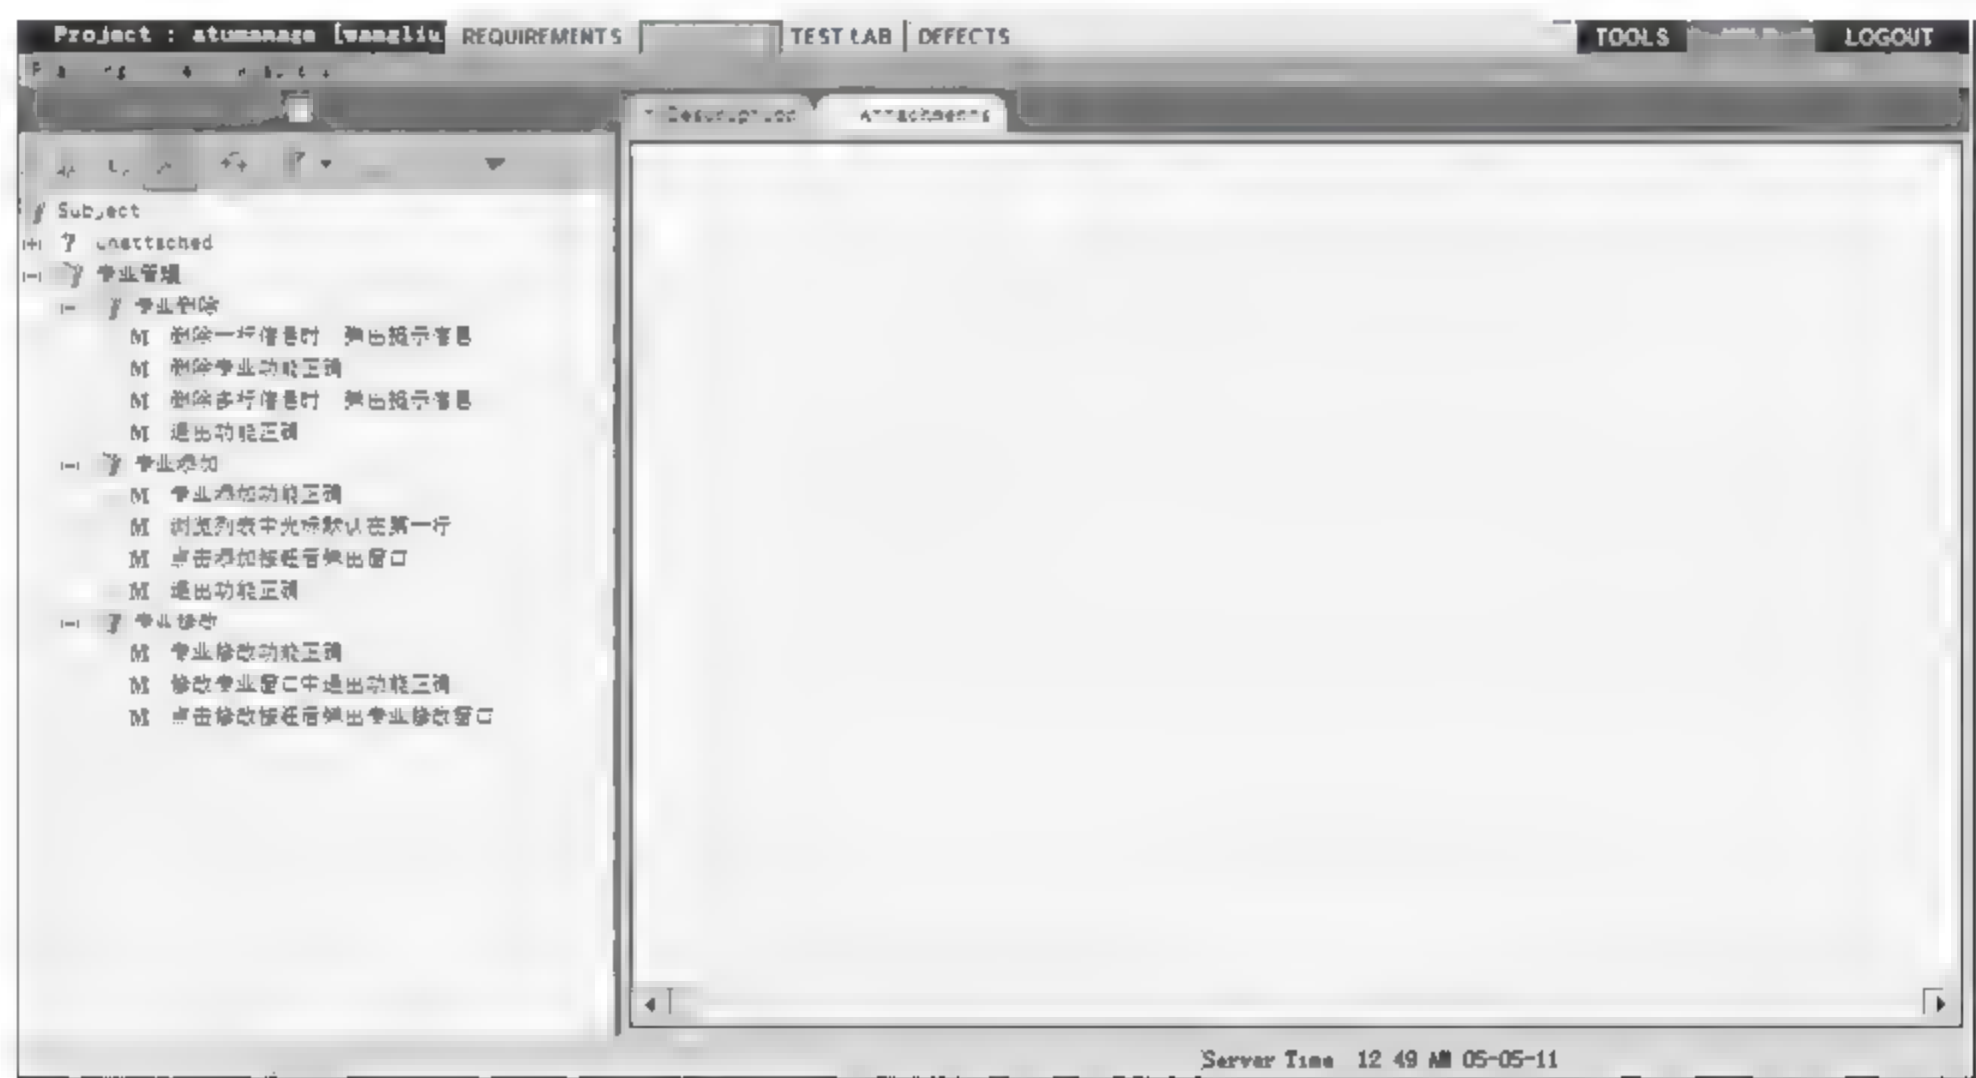 Project : stumanage [wangliu REQUIREMENTS TEST LAB DEFECTS TOOLS LOGOUT
Description Attachments
Subject
Unattached
专业管理
专业删除
M 删除一行信息时 弹出提示信息
M 删除专业功能正确
M 删除多行信息时 弹出提示信息
M 退出功能正确
专业添加
M 专业添加功能正确
M 浏览列表中光标默认在第一行
M 点击添加按钮后弹出窗口
M 退出功能正确
专业修改
M 专业修改功能正确
M 修改专业窗口中退出功能正确
M 点击修改按钮后弹出专业修改窗口
Server Time 12 49 AM 05-05-11